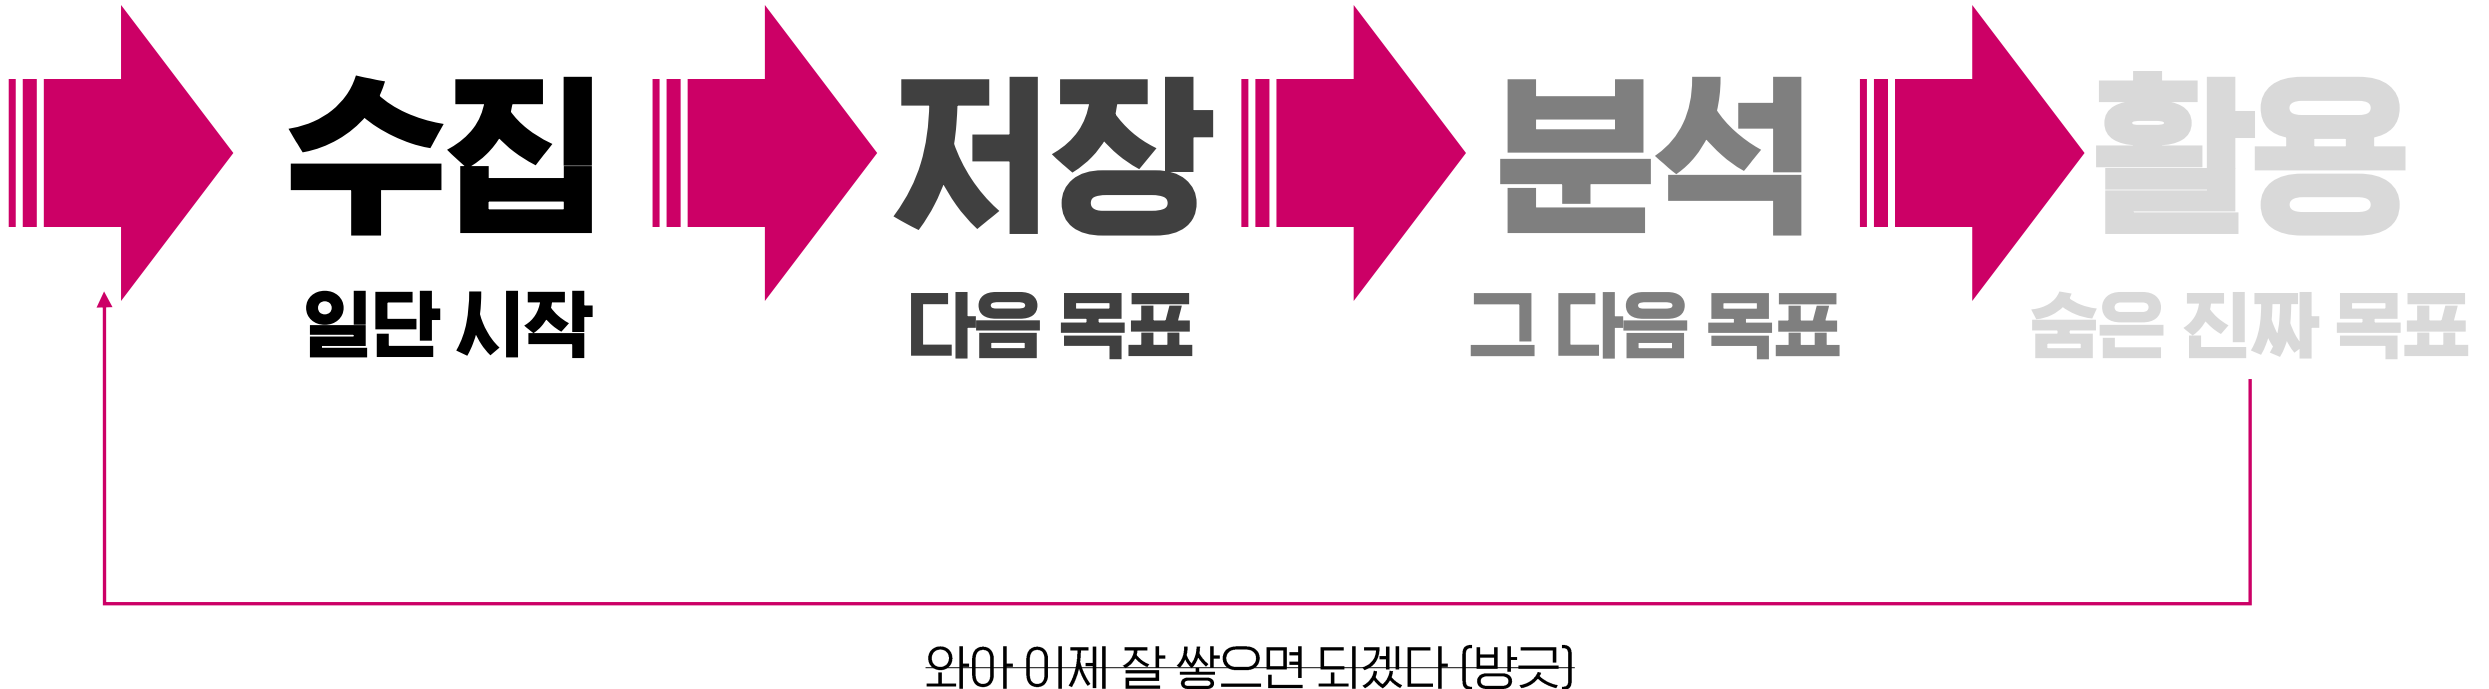 수집 저장 분석 활용
일단 시작 다음 목표 그 다음 목표 숨은 진짜 목표
와아 이제 잘 쌓으면 되겠다 (방긋)